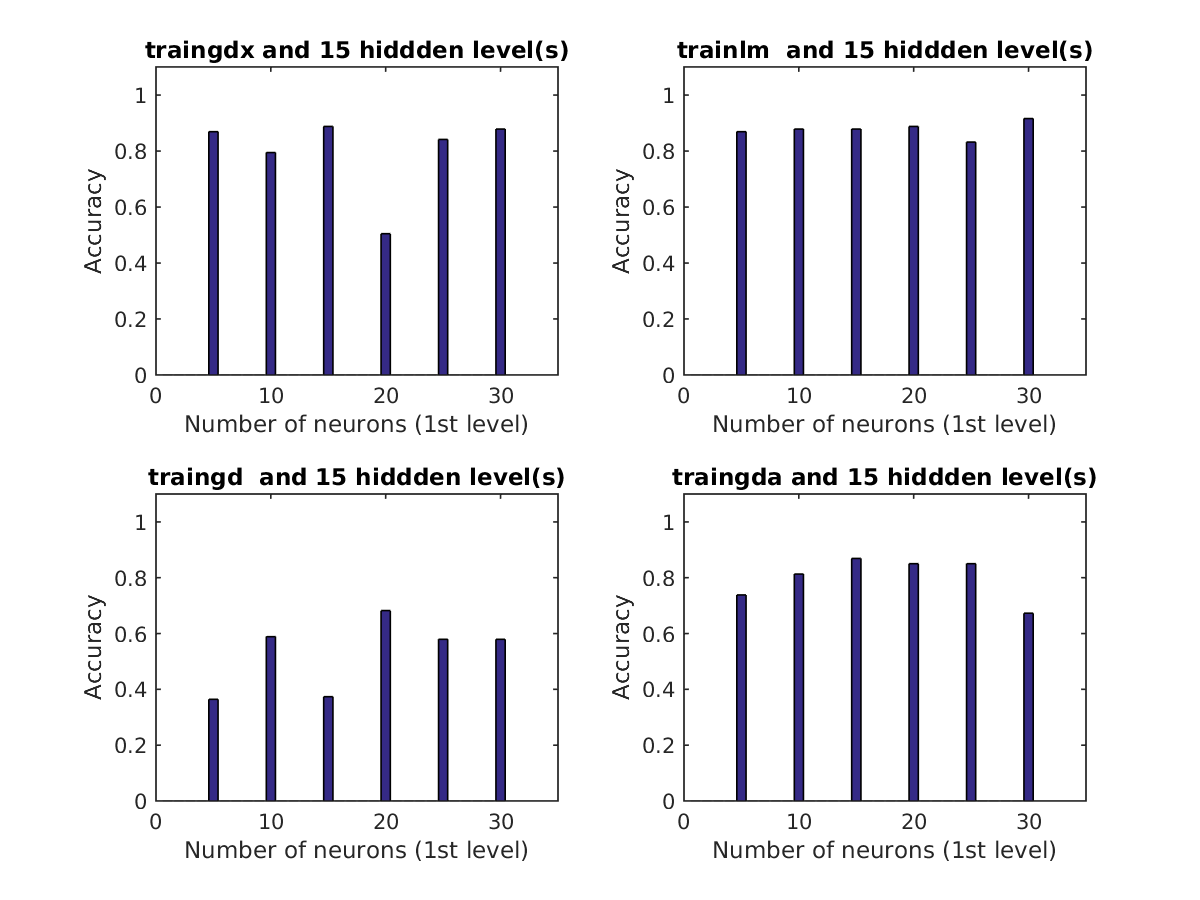 traingdx and 15 hiddden level(s)
1
0.8
0.6
0.4
0.2
0
Accuracy
0 10 20 30
Number of neurons (1st level)
trainlm  and 15 hiddden level(s)
1
0.8
0.6
0.4
0.2
0
Accuracy
0 10 20 30
Number of neurons (1st level)
traingd  and 15 hiddden level(s)
1
0.8
0.6
0.4
0.2
0
Accuracy
0 10 20 30
Number of neurons (1st level)
traingda and 15 hiddden level(s)
1
0.8
0.6
0.4
0.2
0
Accuracy
0 10 20 30
Number of neurons (1st level)